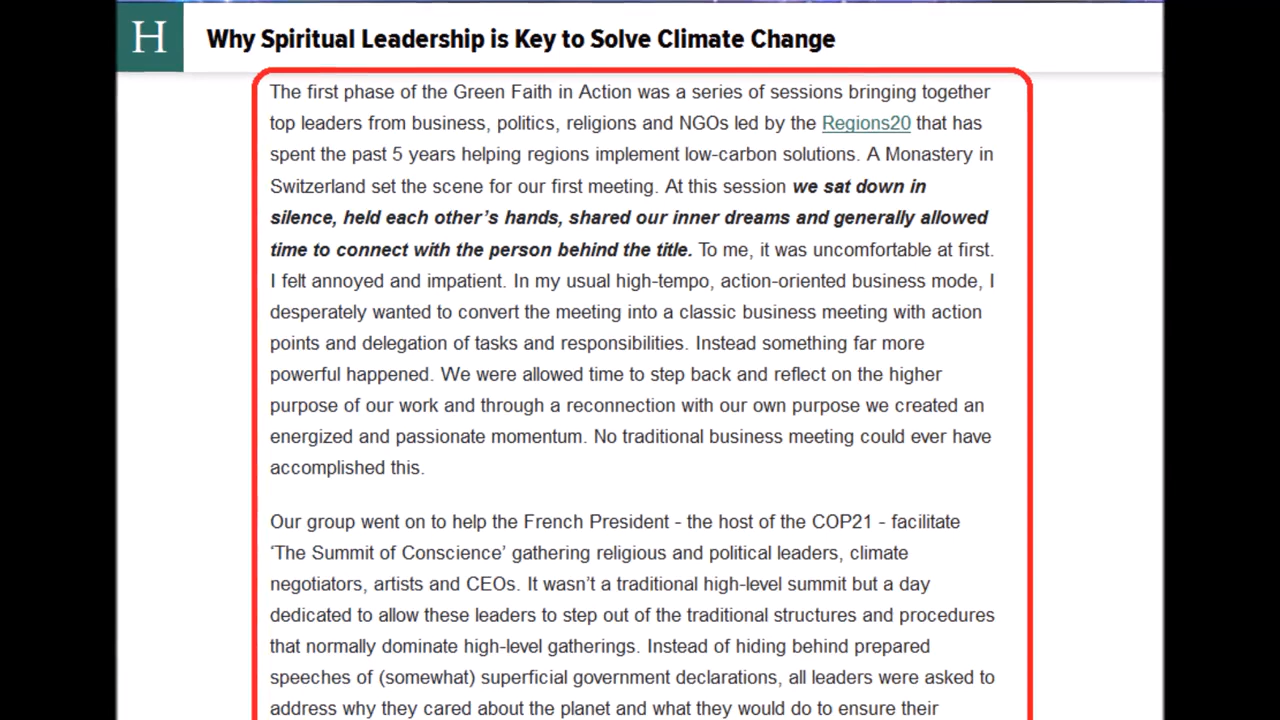 H
Why Spiritual Leadership is Key to Solve Climate Change
The first phase of the Green Faith in Action was a series of sessions bringing together
top leaders from business, politics, religions and NGOs led by the Regions20 that has
spent the past 5 years helping regions implement low-carbon solutions. A Monastery in
Switzerland set the scene for our first meeting. At this session we sat down in
silence, held each other’s hands, shared our inner dreams and generally allowed
time to connect with the person behind the title. To me, it was uncomfortable at first.
I felt annoyed and impatient. In my usual high-tempo, action-oriented business mode, I
desperately wanted to convert the meeting into a classic business meeting with action
points and delegation of tasks and responsibilities. Instead something far more
powerful happened. We were allowed time to step back and reflect on the higher
purpose of our work and through a reconnection with our own purpose we created an
energized and passionate momentum. No traditional business meeting could ever have
accomplished this.
Our group went on to help the French President - the host of the COP21 - facilitate
‘The Summit of Conscience’ gathering religious and political leaders, climate
negotiators, artists and CEOs. It wasn’t a traditional high-level summit but a day
dedicated to allow these leaders to step out of the traditional structures and procedures
that normally dominate high-level gatherings. Instead of hiding behind prepared
speeches of (somewhat) superficial government declarations, all leaders were asked to
address why they cared about the planet and what they would do to ensure their